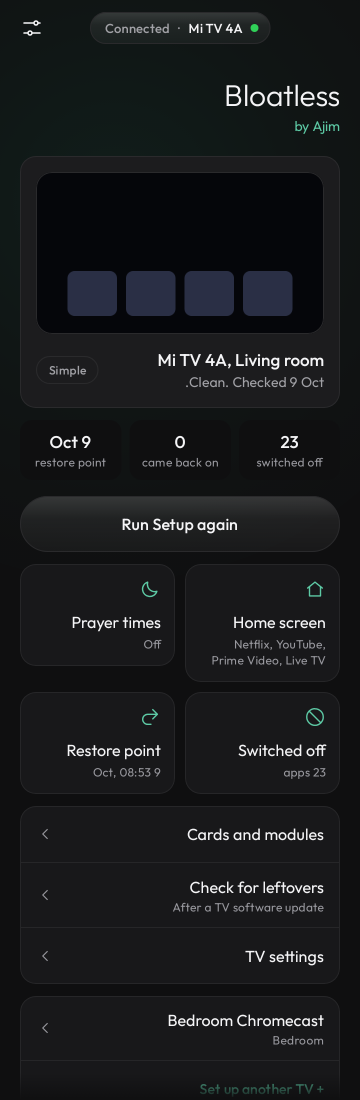 Connected · Mi TV 4A
Bloatless
by Ajim
Mi TV 4A, Living room
.Clean. Checked 9 Oct
Simple
Oct 9
restore point
0
came back on
23
switched off
Run Setup again
Prayer times
Off
Home screen
Netflix, YouTube,
Prime Video, Live TV
Restore point
Oct, 08:53 9
Switched off
apps 23
Cards and modules
Check for leftovers
After a TV software update
TV settings
Bedroom Chromecast
Bedroom
Set up another TV +